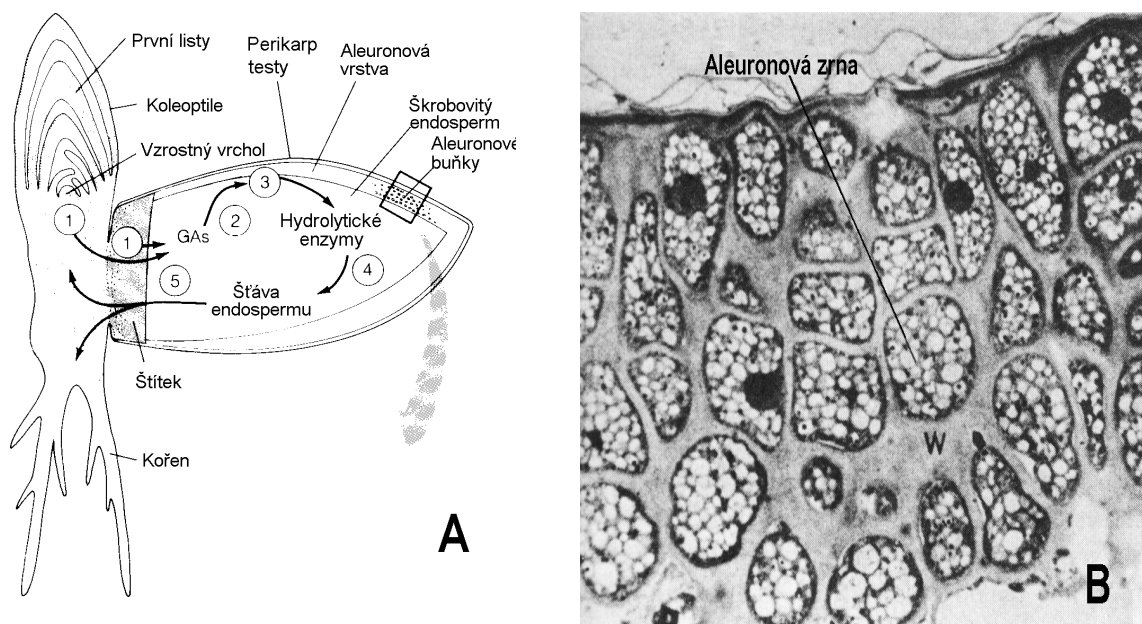 První listy
Koleoptile
Vzrostný vrchol
Perikarp
testy
Aleuronová
vrstva
Škrobovitý
endosperm
Aleuronové
buňky
1
1
GAs
2
3
Hydrolytické
enzymy
4
5
Šťáva
endospermu
Štítek
Kořen
A
Aleuronová zrna
W
B